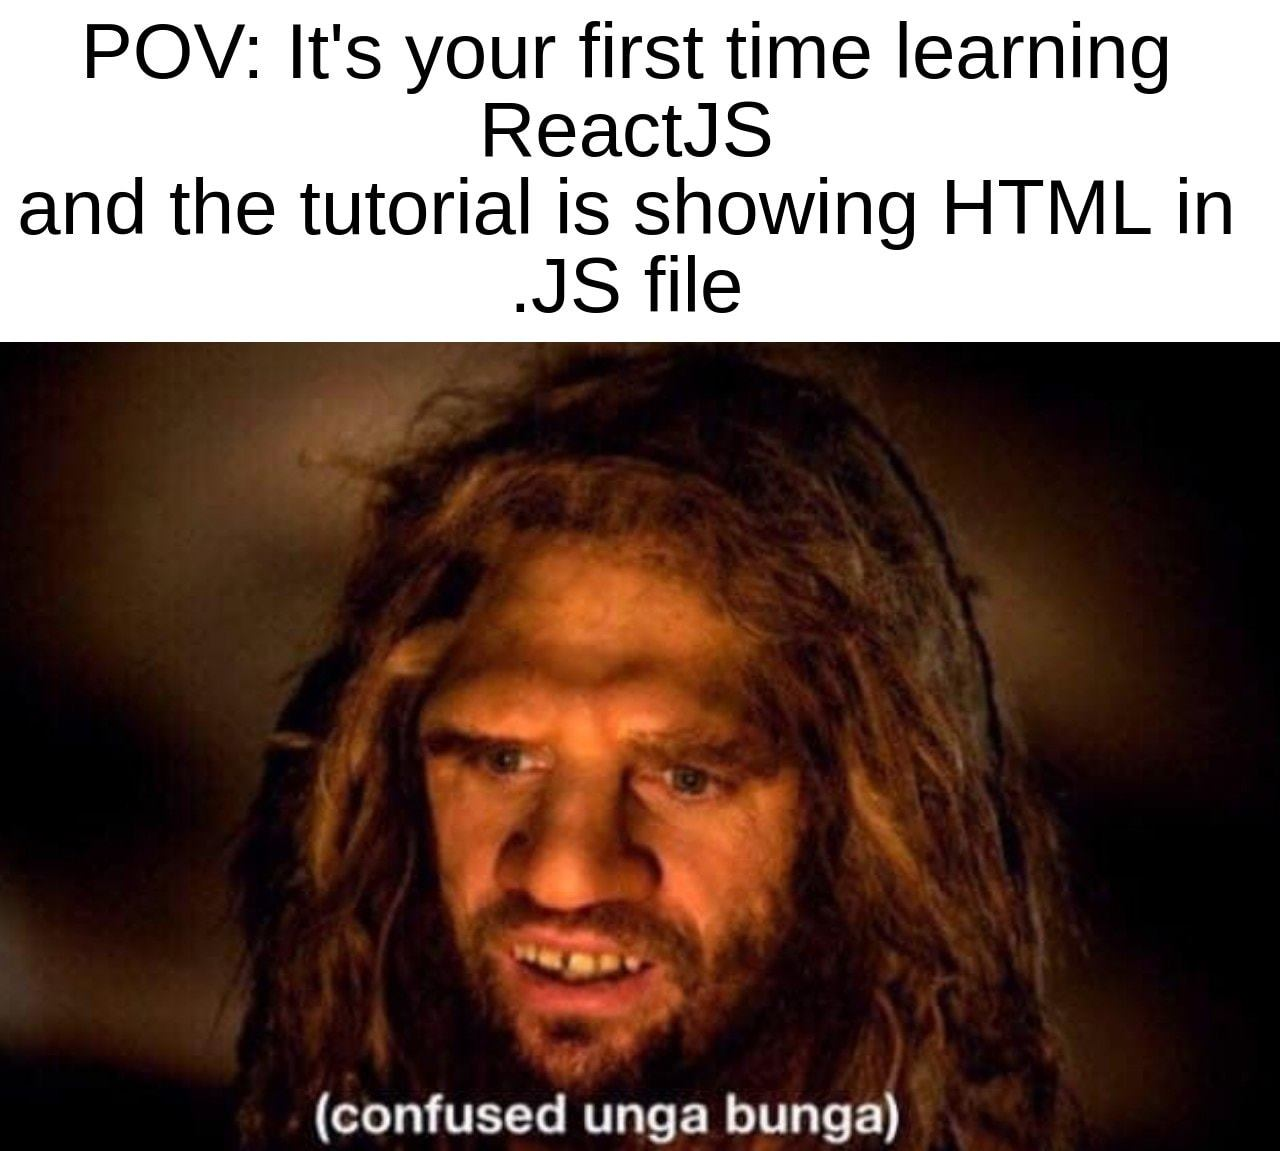 POV: It's your first time learning
ReactJS
and the tutorial is showing HTML in
.JS file
(confused unga bunga)